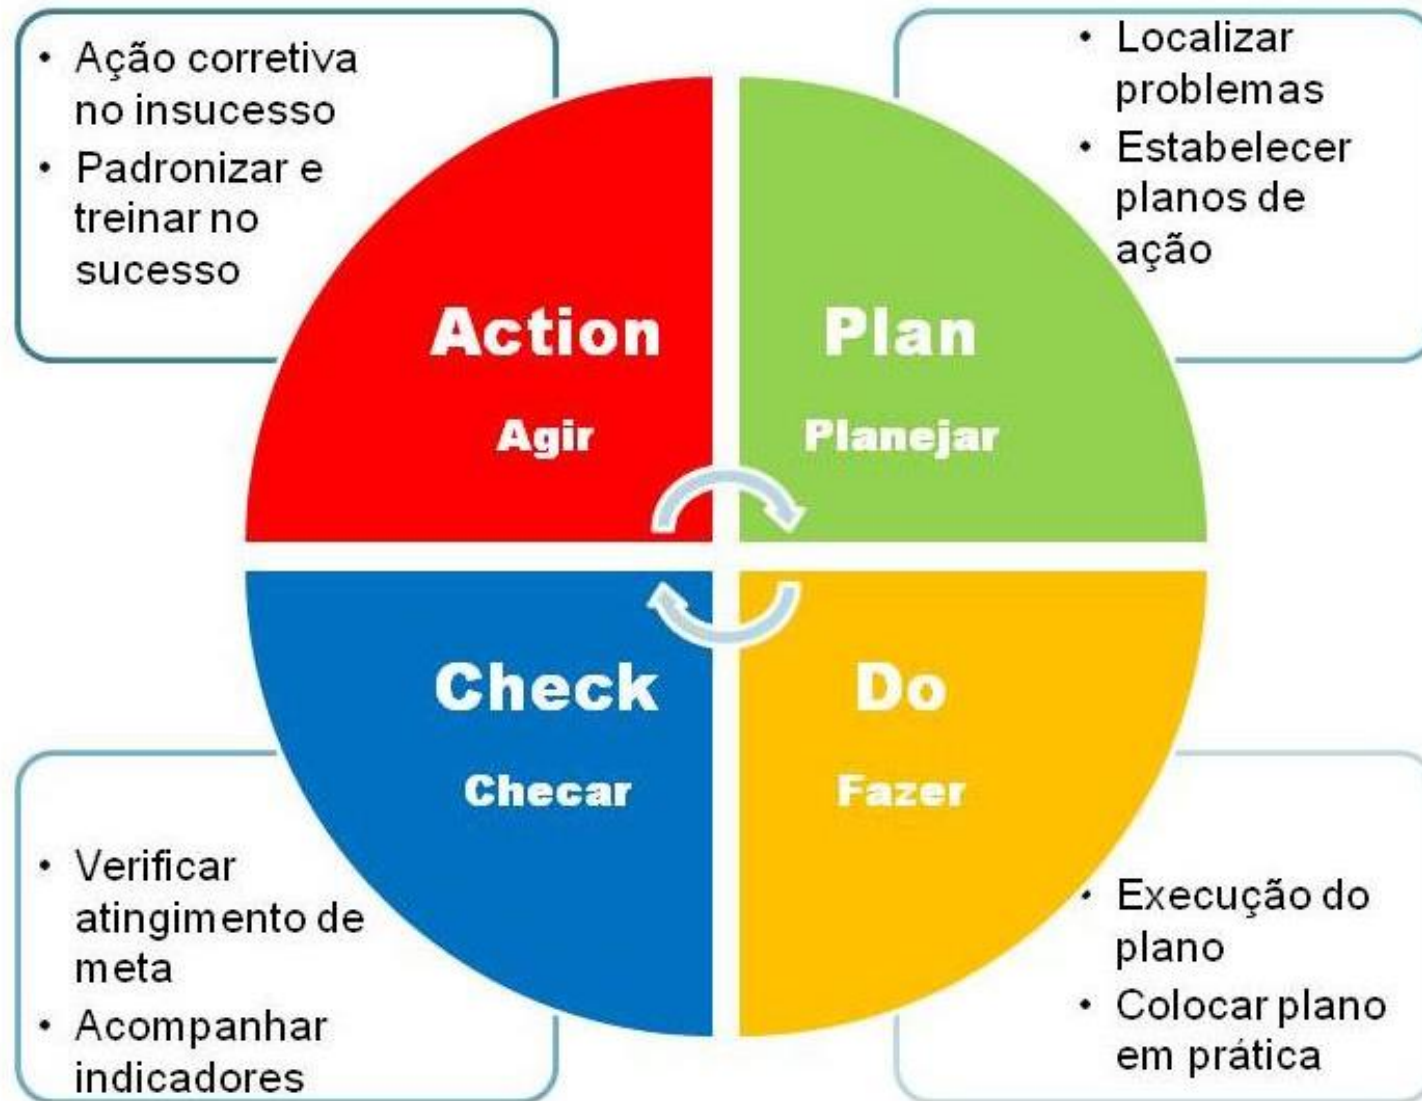 • Ação corretiva
no insucesso
• Padronizar e
treinar no
sucesso
• Localizar
problemas
• Estabelecer
planos de
ação
Action
Agir
Plan
Planejar
Check
Checar
Do
Fazer
• Verificar
atingimento de
meta
• Acompanhar
indicadores
• Execução do
plano
• Colocar plano
em prática